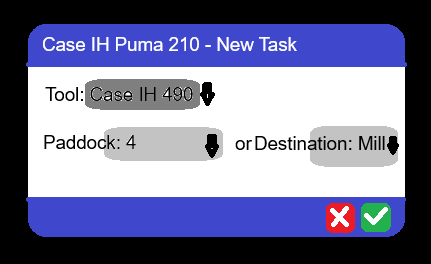 Case IH Puma 210 - New Task
Tool: Case IH 490
Paddock: 4 or Destination: Mill